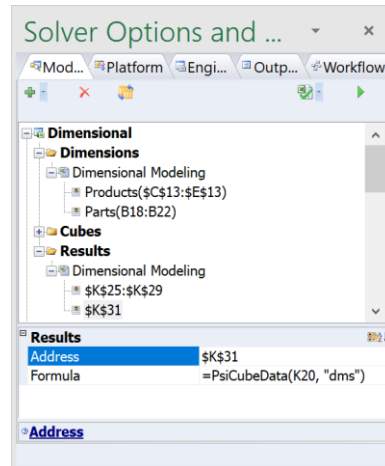 Solver Options and ...
Mod... Platform Engi... Outp... Workflow
Dimensional
Dimensions
Dimensional Modeling
Products($C$13:$E$13)
Parts(B18:B22)
Cubes
Results
Dimensional Modeling
$K$25:$K$29
$K$31
Results
Address $K$31
Formula =PsiCubeData(K20, "dms")
Address